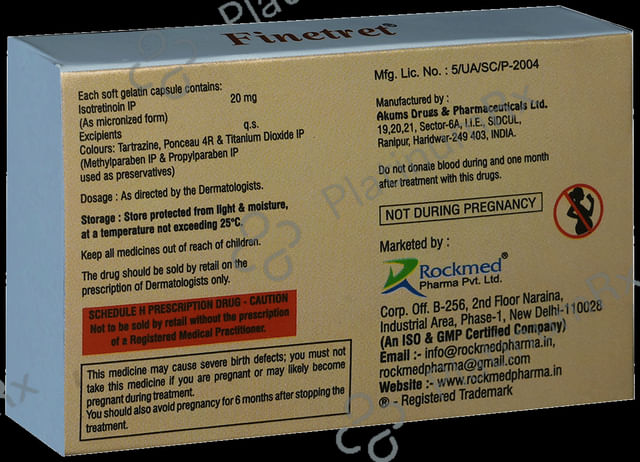 Finetret®
Each soft gelatin capsule contains:
Isotretinoin IP 20 mg
(As micronized form)
Excipients q.s.
Colours: Tartrazine, Ponceau 4R & Titanium Dioxide IP
(Methylparaben IP & Propylparaben IP
used as preservatives)
Dosage : As directed by the Dermatologists.
Storage : Store protected from light & moisture,
at a temperature not exceeding 25°C.
Keep all medicines out of reach of children.
The drug should be sold by retail on the
prescription of Dermatologists only.
SCHEDULE H PRESCRIPTION DRUG - CAUTION
Not to be sold by retail without the prescription
of a Registered Medical Practitioner.
This medicine may cause severe birth defects; you must not
take this medicine if you are pregnant or may likely become
pregnant during treatment.
You should also avoid pregnancy for 6 months after stopping the
treatment.
Mfg. Lic. No. : 5/UA/SC/P-2004
Manufactured by :
Akums Drugs & Pharmaceuticals Ltd.
19,20,21, Sector-6A, I.I.E., SIDCUL,
Ranipur, Haridwar-249 403, INDIA.
Do not donate blood during and one month
after treatment with this drugs.
NOT DURING PREGNANCY
Marketed by :
Rockmed®
Pharma Pvt. Ltd.
Corp. Off. B-256, 2nd Floor Naraina,
Industrial Area, Phase-1, New Delhi-110028
(An ISO & GMP Certified Company)
Email :- info@rockmedpharma.in,
rockmedpharma@gmail.com
Website :- www.rockmedpharma.in
® - Registered Trademark